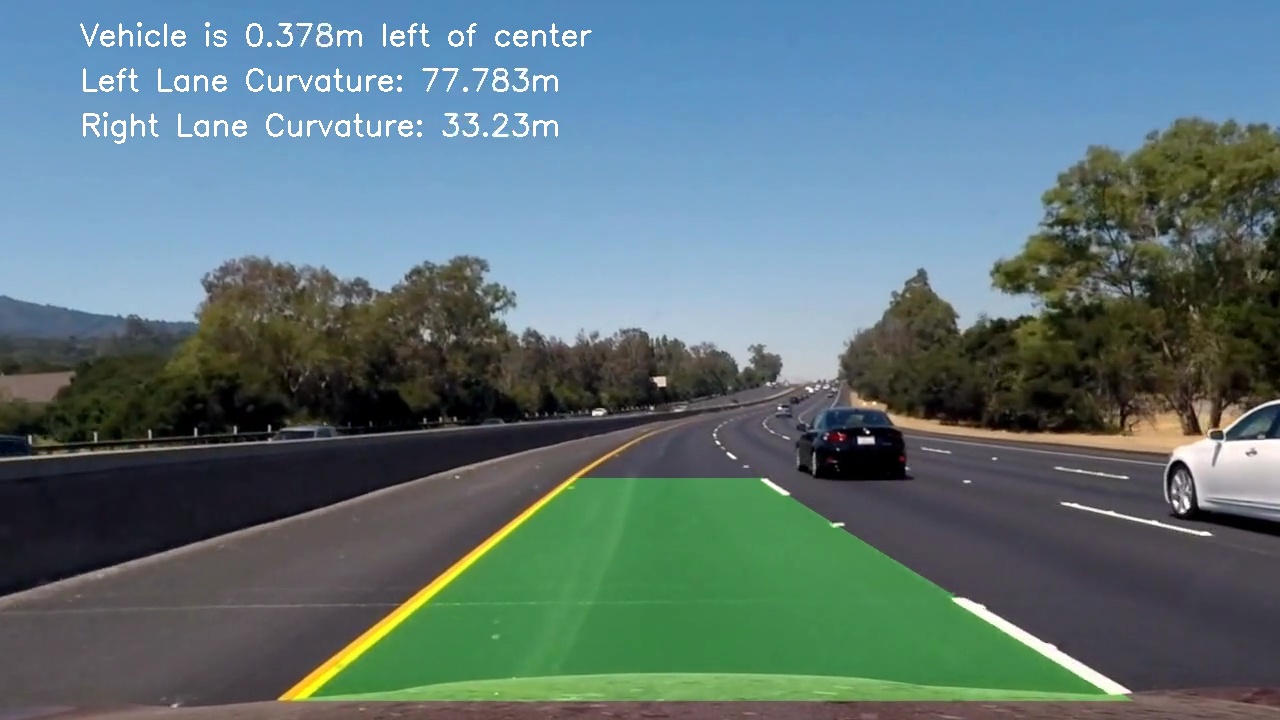 Vehicle is 0.378m left of center
Left Lane Curvature: 77.783m
Right Lane Curvature: 33.23m